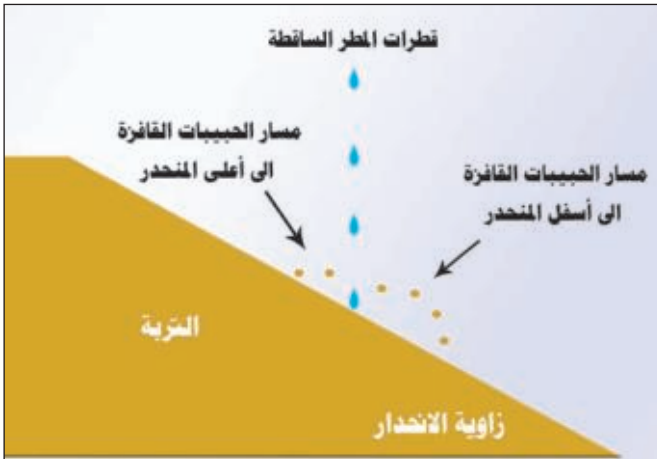 قطرات المطر الساقطة
مسار الحبيبات القافزة
الى أعلى المنحدر
مسار الحبيبات القافزة
الى أسفل المنحدر
التربة
زاوية الانحدار